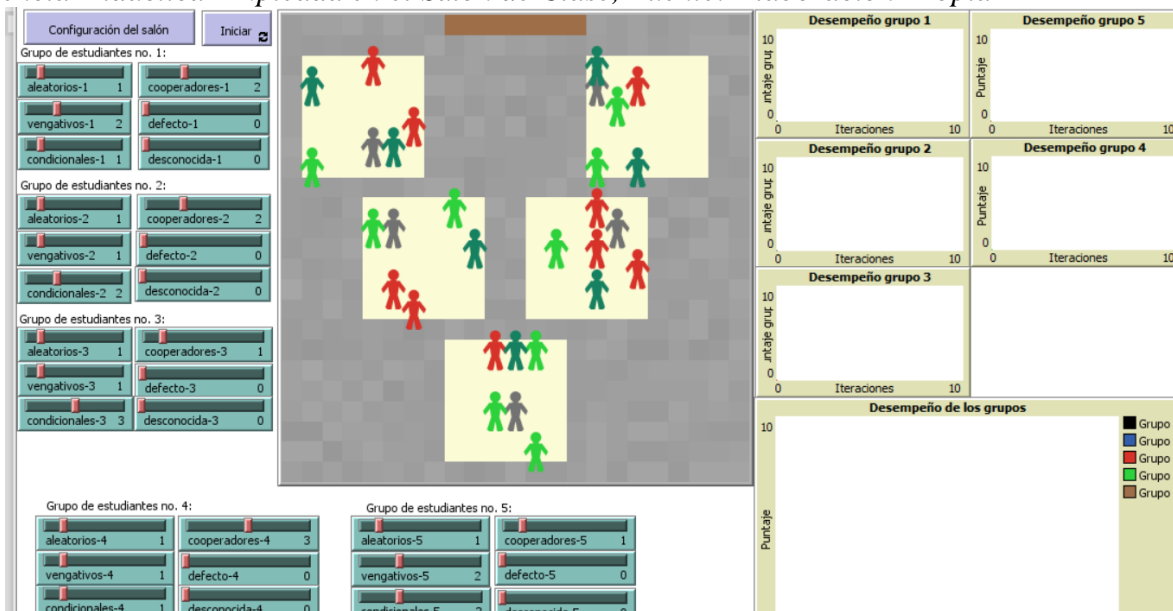 Configuración del salón
Iniciar
Grupo de estudiantes no. 1:
aleatorios-1 1
cooperadores-1 2
vengativos-1 2
defecto-1 0
condicionales-1 1
desconocida-1 0
Grupo de estudiantes no. 2:
aleatorios-2 1
cooperadores-2 2
vengativos-2 1
defecto-2 0
condicionales-2 2
desconocida-2 0
Grupo de estudiantes no. 3:
aleatorios-3 1
cooperadores-3 1
vengativos-3 1
defecto-3 0
condicionales-3 3
desconocida-3 0
Grupo de estudiantes no. 4:
aleatorios-4 1
cooperadores-4 3
vengativos-4 1
defecto-4 0
condicionales-4 1
desconocida-4 0
Grupo de estudiantes no. 5:
aleatorios-5 1
cooperadores-5 1
vengativos-5 2
defecto-5 0
Desempeño grupo 1
10
0
0 Iteraciones 10
Desempeño grupo 5
Puntaje
10
0
0 Iteraciones 10
Desempeño grupo 2
10
0
0 Iteraciones 10
Desempeño grupo 4
Puntaje
10
0
0 Iteraciones 10
Desempeño grupo 3
10
0
0 Iteraciones 10
Desempeño de los grupos
Puntaje
10
Grupo
Grupo
Grupo
Grupo
Grupo